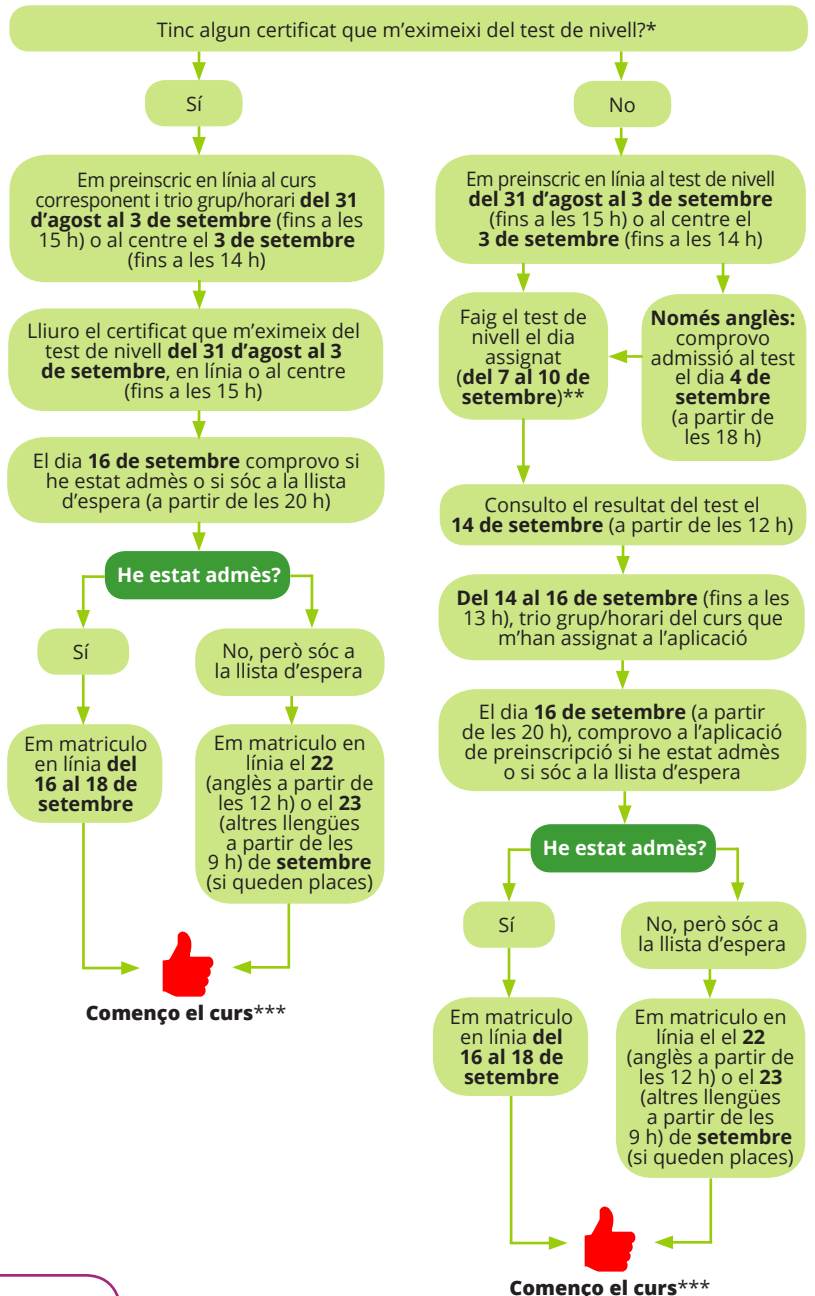 Tinc algun certificat que m’eximeixi del test de nivell?*
Sí
Em preinscric en línia al curs
corresponent i trio grup/horari del 31
d’agost al 3 de setembre (fins a les
15 h) o al centre el 3 de setembre
(fins a les 14 h)
Lliuro el certificat que m’eximeix del
test de nivell del 31 d’agost al 3
de setembre, en línia o al centre
(fins a les 15 h)
El dia 16 de setembre comprovo si
he estat admès o si sóc a la llista
d’espera (a partir de les 20 h)
He estat admès?
Sí
Em matriculo
en línia del
16 al 18 de
setembre
No, però sóc a
la llista d’espera
Em matriculo en
línia el 22
(anglès a partir de
les 12 h) o el 23
(altres llengües
a partir de les
9 h) de setembre
(si queden places)
Començo el curs***
No
Em preinscric en línia al test de nivell
del 31 d’agost al 3 de setembre
(fins a les 15 h) o al centre el
3 de setembre (fins a les 14 h)
Faig el test de
nivell el dia
assignat
(del 7 al 10 de
setembre)**
Només anglès:
comprovo
admissió al test
el dia 4 de
setembre
(a partir de
les 18 h)
Consulto el resultat del test el
14 de setembre (a partir de les 12 h)
Del 14 al 16 de setembre (fins a les
13 h), trio grup/horari del curs que
m’han assignat a l’aplicació
El dia 16 de setembre (a partir
de les 20 h), comprovo a l’aplicació
de preinscripció si he estat admès
o si sóc a la llista d’espera
He estat admès?
Sí
Em matriculo
en línia del
16 al 18 de
setembre
No, però sóc a
la llista d’espera
Em matriculo en
línia el el 22
(anglès a partir de
les 12 h) o el 23
(altres llengües
a partir de les
9 h) de setembre
(si queden places)
Començo el curs***